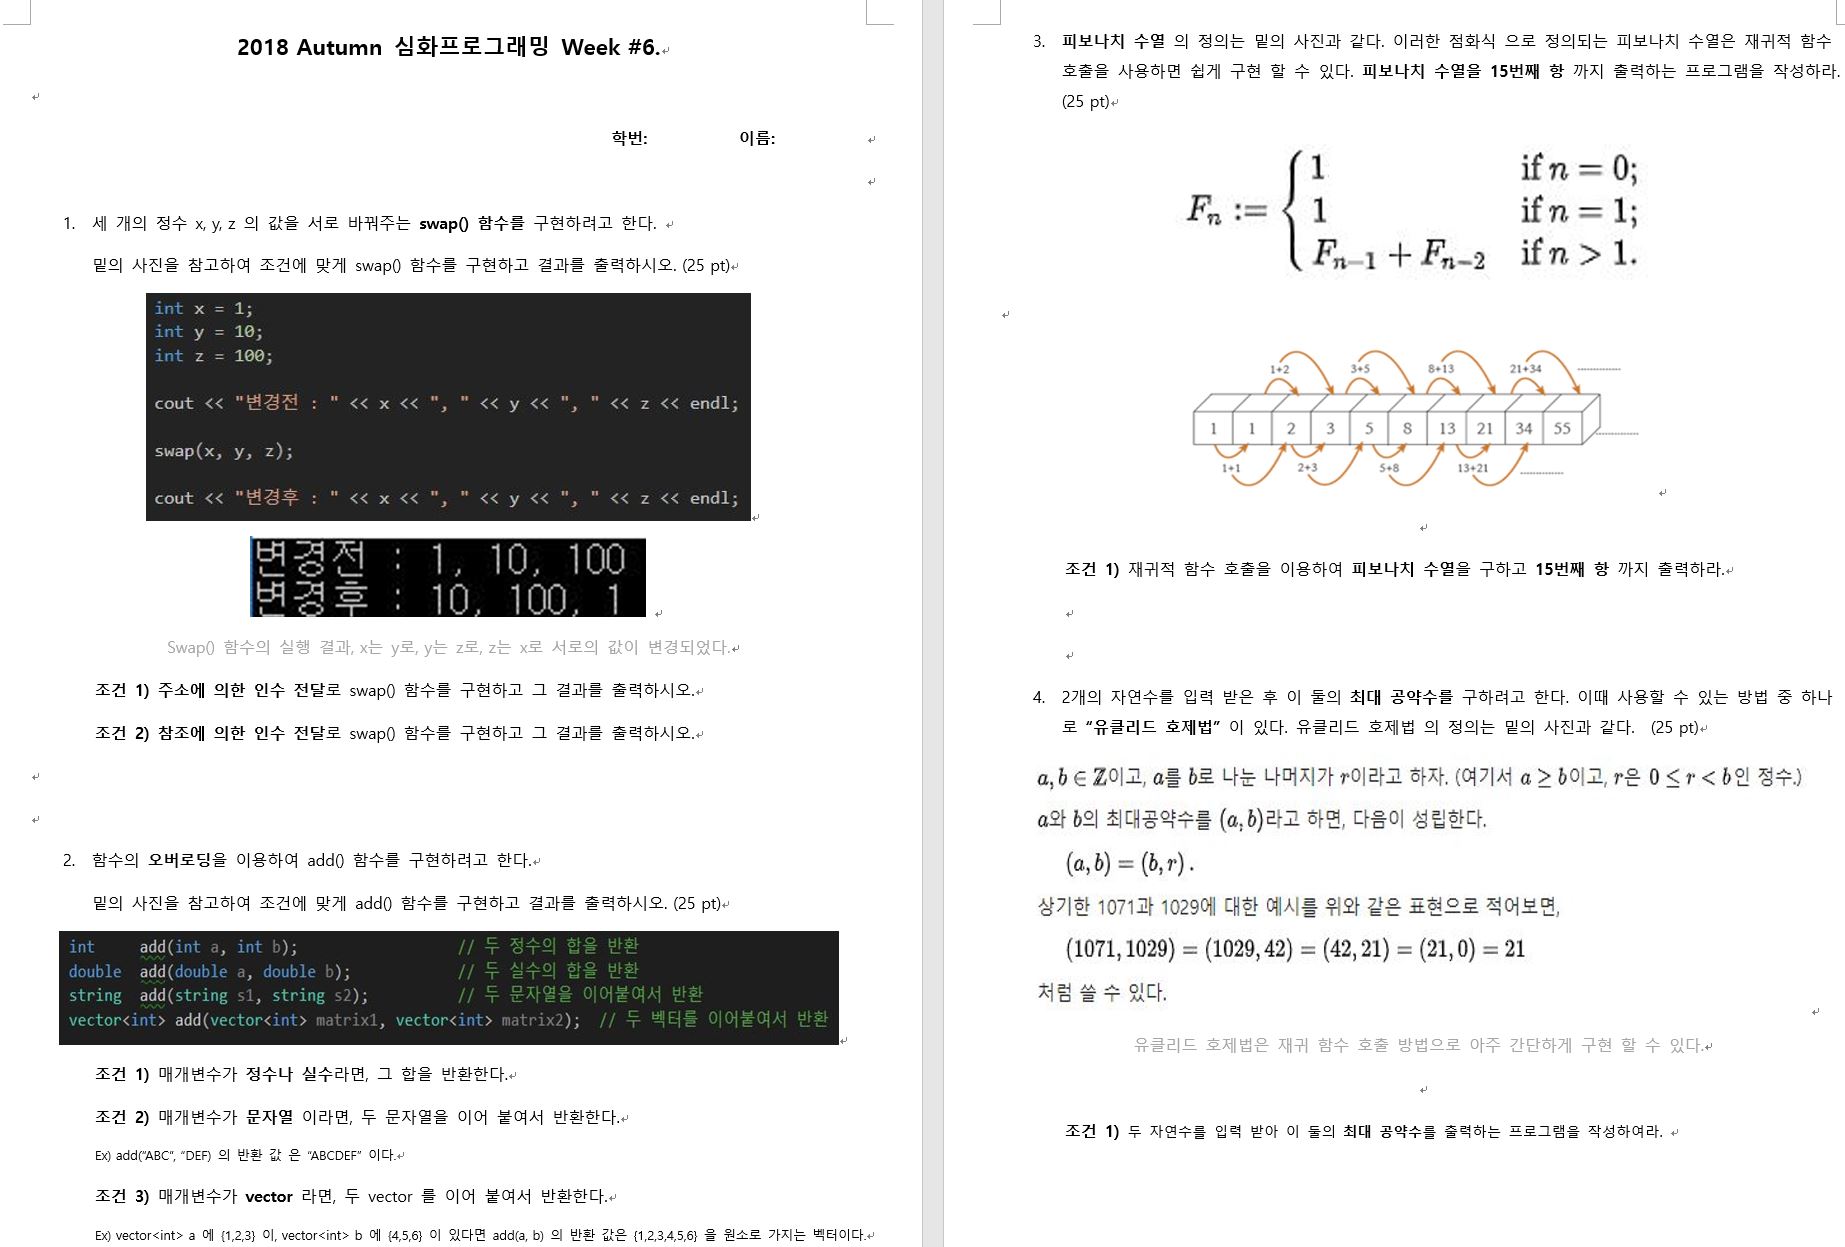 2018 Autumn 심화프로그래밍 Week #6.
학번: 이름:
1. 세 개의 정수 x, y, z 의 값을 서로 바꿔주는 swap() 함수를 구현하려고 한다.
밑의 사진을 참고하여 조건에 맞게 swap() 함수를 구현하고 결과를 출력하시오. (25 pt)
int x = 1;
int y = 10;
int z = 100;
cout << "변경전 : " << x << ", " << y << ", " << z << endl;
swap(x, y, z);
cout << "변경후 : " << x << ", " << y << ", " << z << endl;
변경전 : 1, 10, 100
변경후 : 10, 100, 1
Swap() 함수의 실행 결과, x는 y로, y는 z로, z는 x로 서로의 값이 변경되었다.
조건 1) 주소에 의한 인수 전달로 swap() 함수를 구현하고 그 결과를 출력하시오.
조건 2) 참조에 의한 인수 전달로 swap() 함수를 구현하고 그 결과를 출력하시오.
2. 함수의 오버로딩을 이용하여 add() 함수를 구현하려고 한다.
밑의 사진을 참고하여 조건에 맞게 add() 함수를 구현하고 결과를 출력하시오. (25 pt)
int add(int a, int b); // 두 정수의 합을 반환
double add(double a, double b); // 두 실수의 합을 반환
string add(string s1, string s2); // 두 문자열을 이어붙여서 반환
vector<int> add(vector<int> matrix1, vector<int> matrix2); // 두 벡터를 이어붙여서 반환
조건 1) 매개변수가 정수나 실수라면, 그 합을 반환한다.
조건 2) 매개변수가 문자열 이라면, 두 문자열을 이어 붙여서 반환한다.
Ex) add("ABC", "DEF) 의 반환 값 은 "ABCDEF" 이다.
조건 3) 매개변수가 vector 라면, 두 vector 를 이어 붙여서 반환한다.
Ex) vector<int> a 에 {1,2,3} 이, vector<int> b 에 {4,5,6} 이 있다면 add(a, b) 의 반환 값은 {1,2,3,4,5,6} 을 원소로 가지는 벡터이다.
3. 피보나치 수열 의 정의는 밑의 사진과 같다. 이러한 점화식 으로 정의되는 피보나치 수열은 재귀적 함수
호출을 사용하면 쉽게 구현 할 수 있다. 피보나치 수열을 15번째 항 까지 출력하는 프로그램을 작성하라.
(25 pt)
1 if n = 0;
Fn := { 1 if n = 1;
Fn−1 + Fn−2 if n > 1.
1+2 3+5 8+13 21+34
1 1 2 3 5 8 13 21 34 55
1+1 2+3 5+8 13+21
조건 1) 재귀적 함수 호출을 이용하여 피보나치 수열을 구하고 15번째 항 까지 출력하라.
4. 2개의 자연수를 입력 받은 후 이 둘의 최대 공약수를 구하려고 한다. 이때 사용할 수 있는 방법 중 하나
로 "유클리드 호제법" 이 있다. 유클리드 호제법 의 정의는 밑의 사진과 같다. (25 pt)
a, b ∈ ℤ이고, a를 b로 나눈 나머지가 r이라고 하자. (여기서 a ≥ b이고, r은 0 ≤ r < b인 정수.)
a와 b의 최대공약수를 (a, b)라고 하면, 다음이 성립한다.
(a, b) = (b, r) .
상기한 1071과 1029에 대한 예시를 위와 같은 표현으로 적어보면,
(1071, 1029) = (1029, 42) = (42, 21) = (21, 0) = 21
처럼 쓸 수 있다.
유클리드 호제법은 재귀 함수 호출 방법으로 아주 간단하게 구현 할 수 있다.
조건 1) 두 자연수를 입력 받아 이 둘의 최대 공약수를 출력하는 프로그램을 작성하여라.